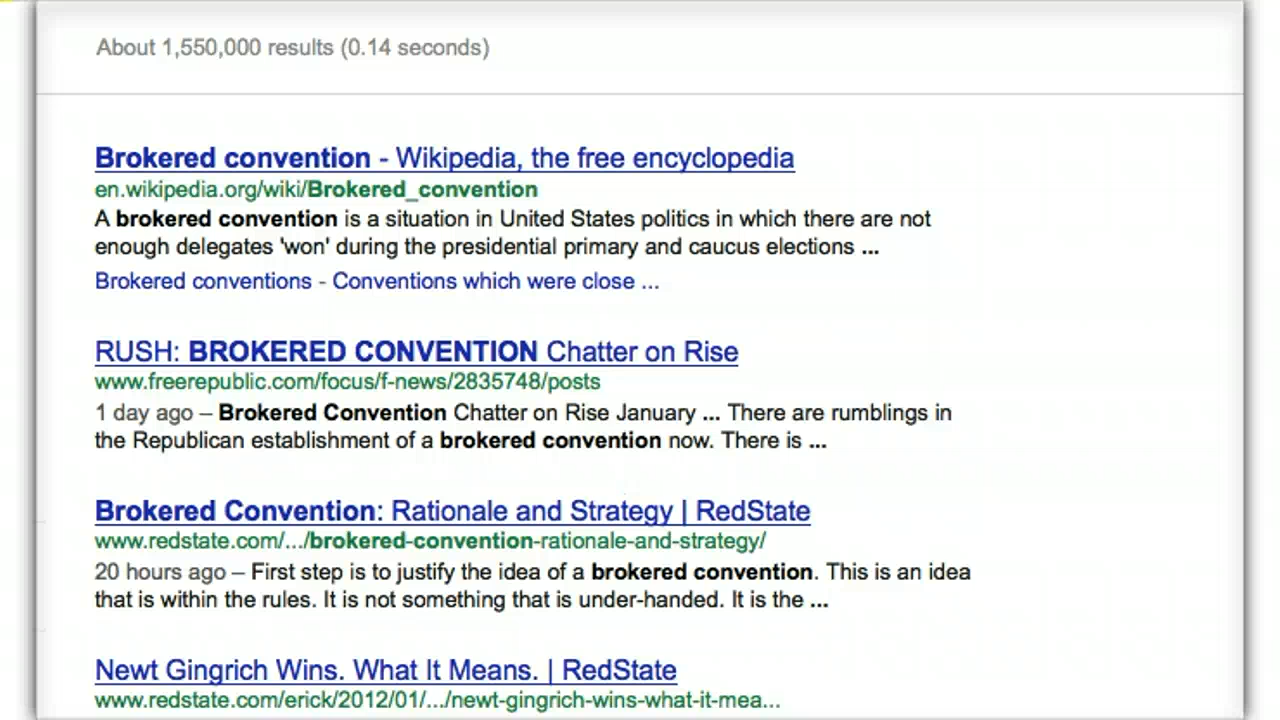 About 1,550,000 results (0.14 seconds)
Brokered convention - Wikipedia, the free encyclopedia
en.wikipedia.org/wiki/Brokered_convention
A brokered convention is a situation in United States politics in which there are not
enough delegates 'won' during the presidential primary and caucus elections ...
Brokered conventions - Conventions which were close ...
RUSH: BROKERED CONVENTION Chatter on Rise
www.freerepublic.com/focus/f-news/2835748/posts
1 day ago – Brokered Convention Chatter on Rise January ... There are rumblings in
the Republican establishment of a brokered convention now. There is ...
Brokered Convention: Rationale and Strategy | RedState
www.redstate.com/.../brokered-convention-rationale-and-strategy/
20 hours ago – First step is to justify the idea of a brokered convention. This is an idea
that is within the rules. It is not something that is under-handed. It is the ...
Newt Gingrich Wins. What It Means. | RedState
www.redstate.com/erick/2012/01/.../newt-gingrich-wins-what-it-mea...